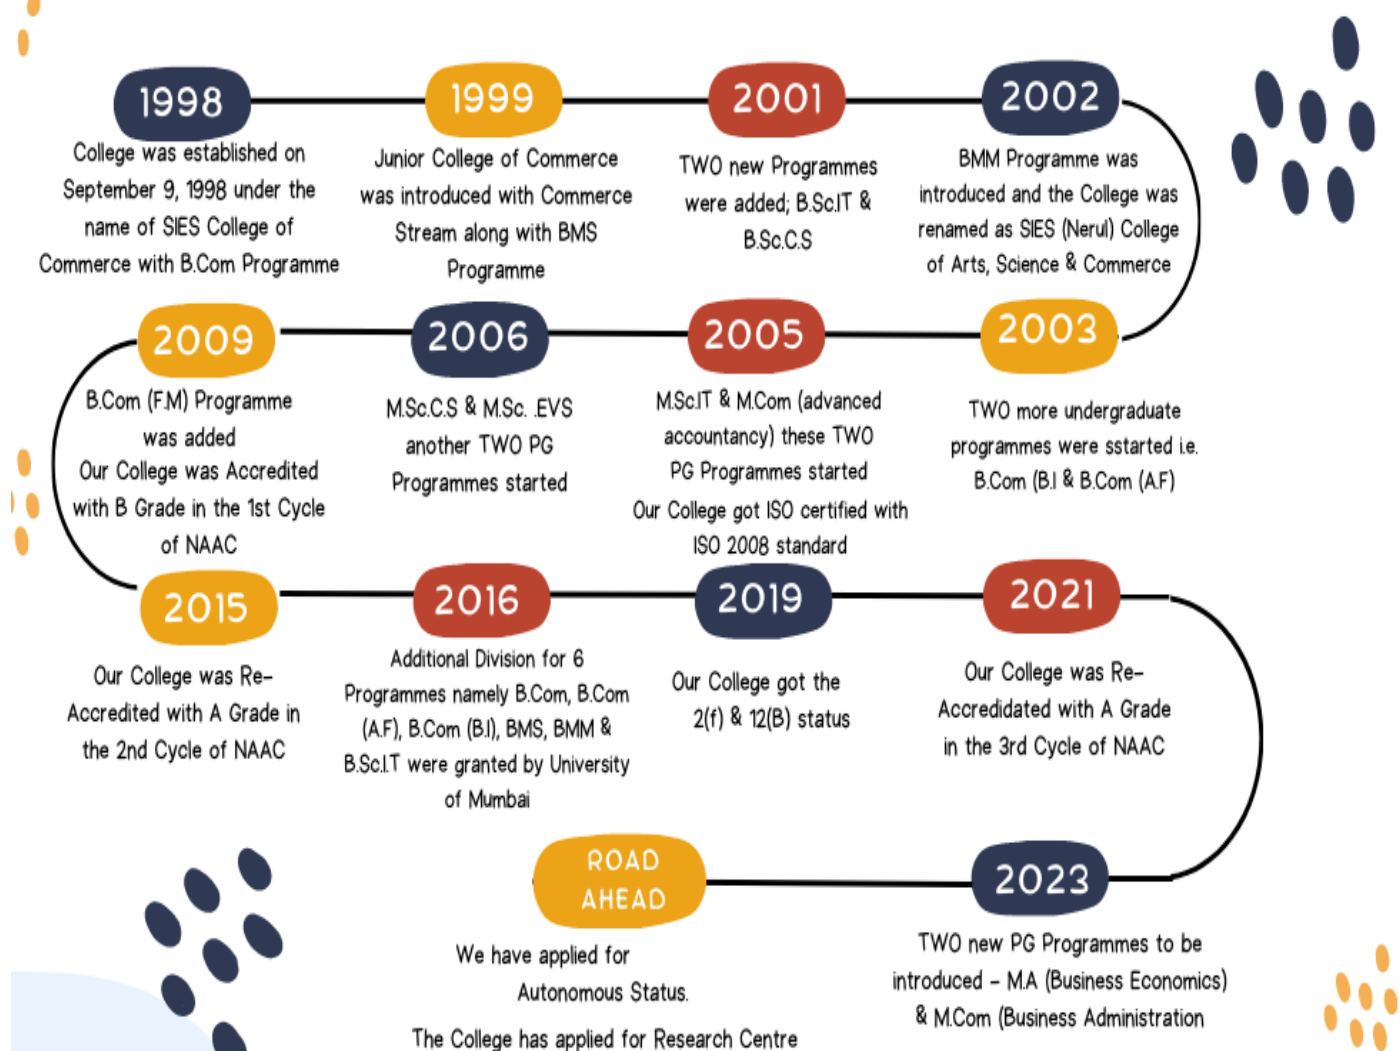 1998
College was established on
September 9, 1998 under the
name of SIES College of
Commerce with B.Com Programme
1999
Junior College of Commerce
was introduced with Commerce
Stream along with BMS
Programme
2001
TWO new Programmes
were added; B.Sc.IT &
B.Sc.C.S
2002
BMM Programme was
introduced and the College was
renamed as SIES (Nerul) College
of Arts, Science & Commerce
2003
TWO more undergraduate
programmes were sstarted i.e.
B.Com (B.I & B.Com (A.F)
2005
M.Sc.IT & M.Com (advanced
accountancy) these TWO
PG Programmes started
Our College got ISO certified with
ISO 2008 standard
2006
M.Sc.C.S & M.Sc. .EVS
another TWO PG
Programmes started
2009
B.Com (F.M) Programme
was added
Our College was Accredited
with B Grade in the 1st Cycle
of NAAC
2015
Our College was Re-
Accredited with A Grade in
the 2nd Cycle of NAAC
2016
Additional Division for 6
Programmes namely B.Com, B.Com
(A.F), B.Com (B.I), BMS, BMM &
B.Sc.I.T were granted by University
of Mumbai
2019
Our College got the
2(f) & 12(B) status
2021
Our College was Re-
Accredidated with A Grade
in the 3rd Cycle of NAAC
2023
TWO new PG Programmes to be
introduced - M.A (Business Economics)
& M.Com (Business Administration
ROAD
AHEAD
We have applied for
Autonomous Status.
The College has applied for Research Centre